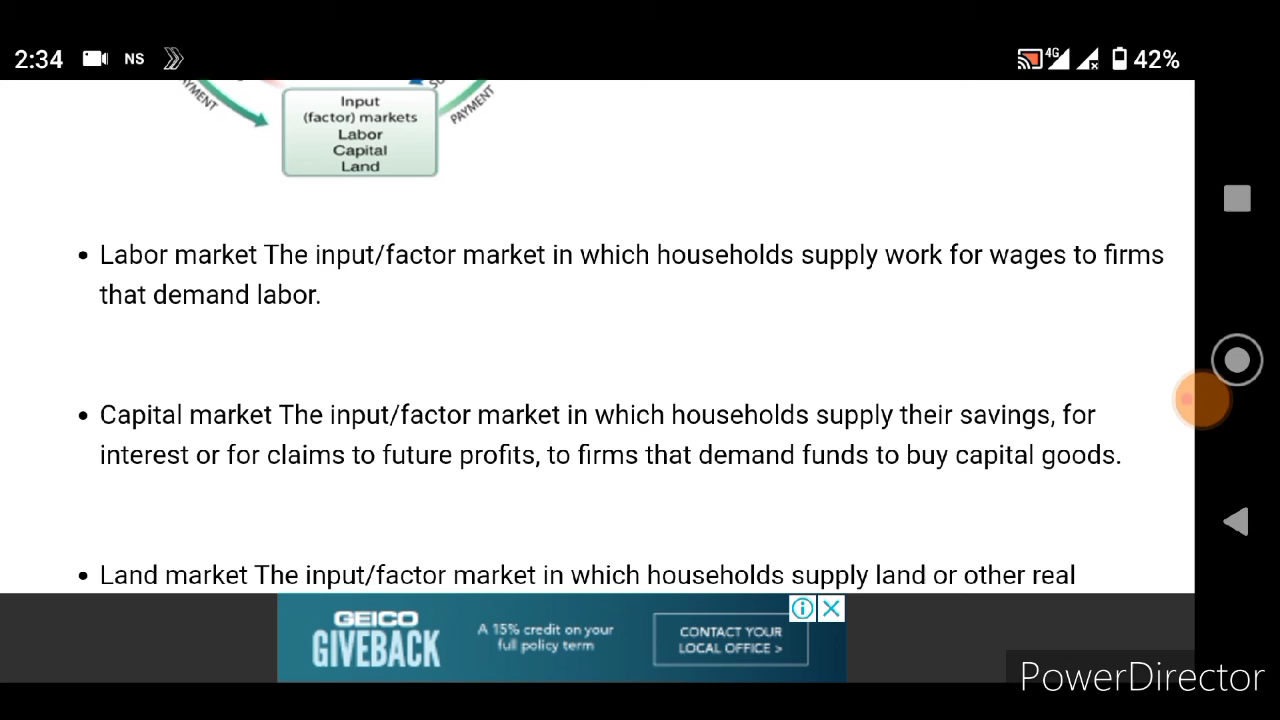 2:34 NS 4G 42%
PAYMENT
PAYMENT
Input
(factor) markets
Labor
Capital
Land
• Labor market The input/factor market in which households supply work for wages to firms
that demand labor.
• Capital market The input/factor market in which households supply their savings, for
interest or for claims to future profits, to firms that demand funds to buy capital goods.
• Land market The input/factor market in which households supply land or other real
GEICO
GIVEBACK
A 15% credit on your
full policy term
CONTACT YOUR
LOCAL OFFICE >
PowerDirector